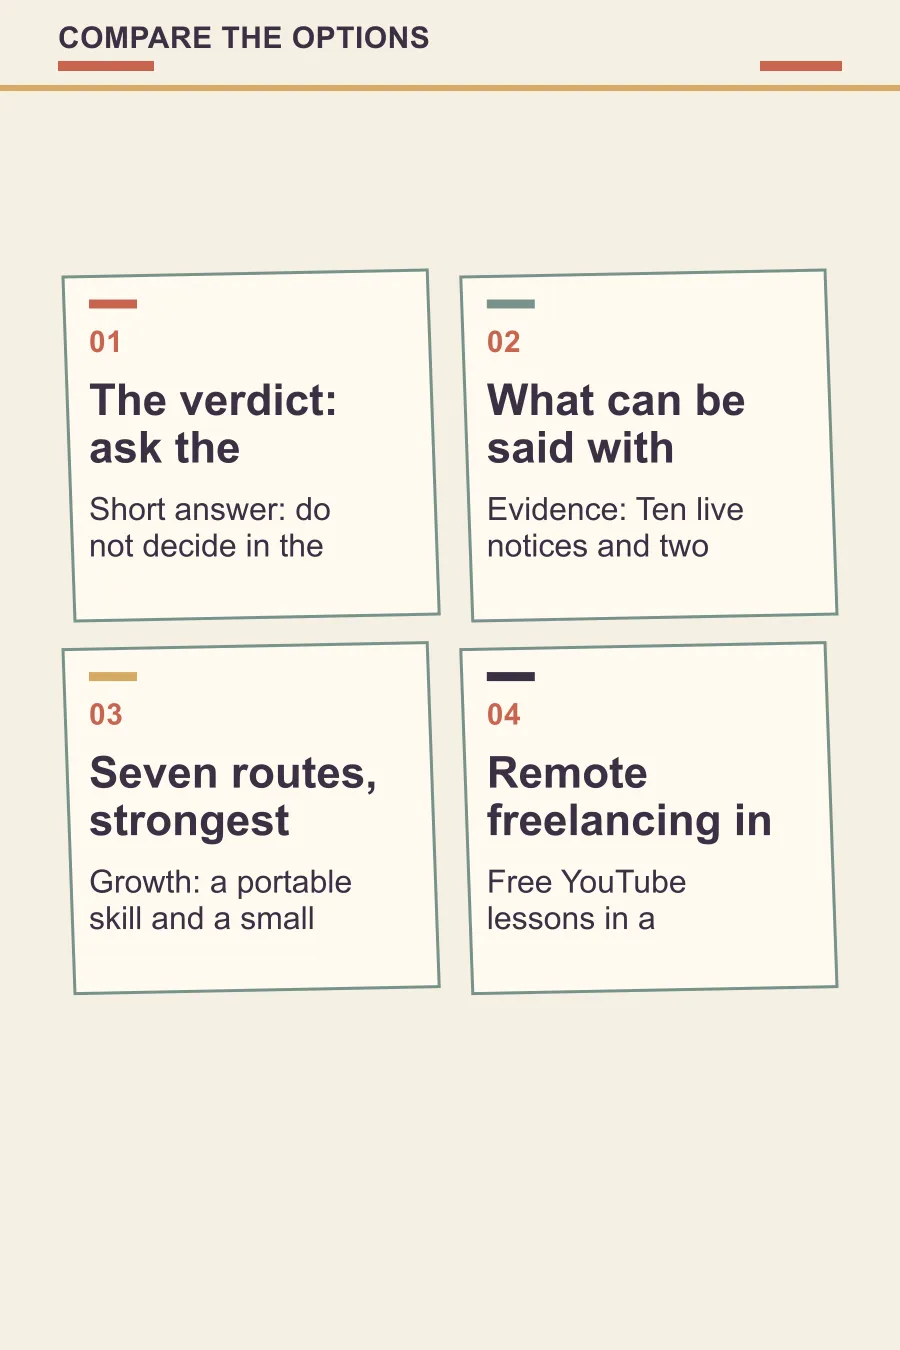 COMPARE THE OPTIONS
01
The verdict:
ask the
Short answer: do
not decide in the
02
What can be
said with
Evidence: Ten live
notices and two
03
Seven routes,
strongest
Growth: a portable
skill and a small
04
Remote
freelancing in
Free YouTube
lessons in a